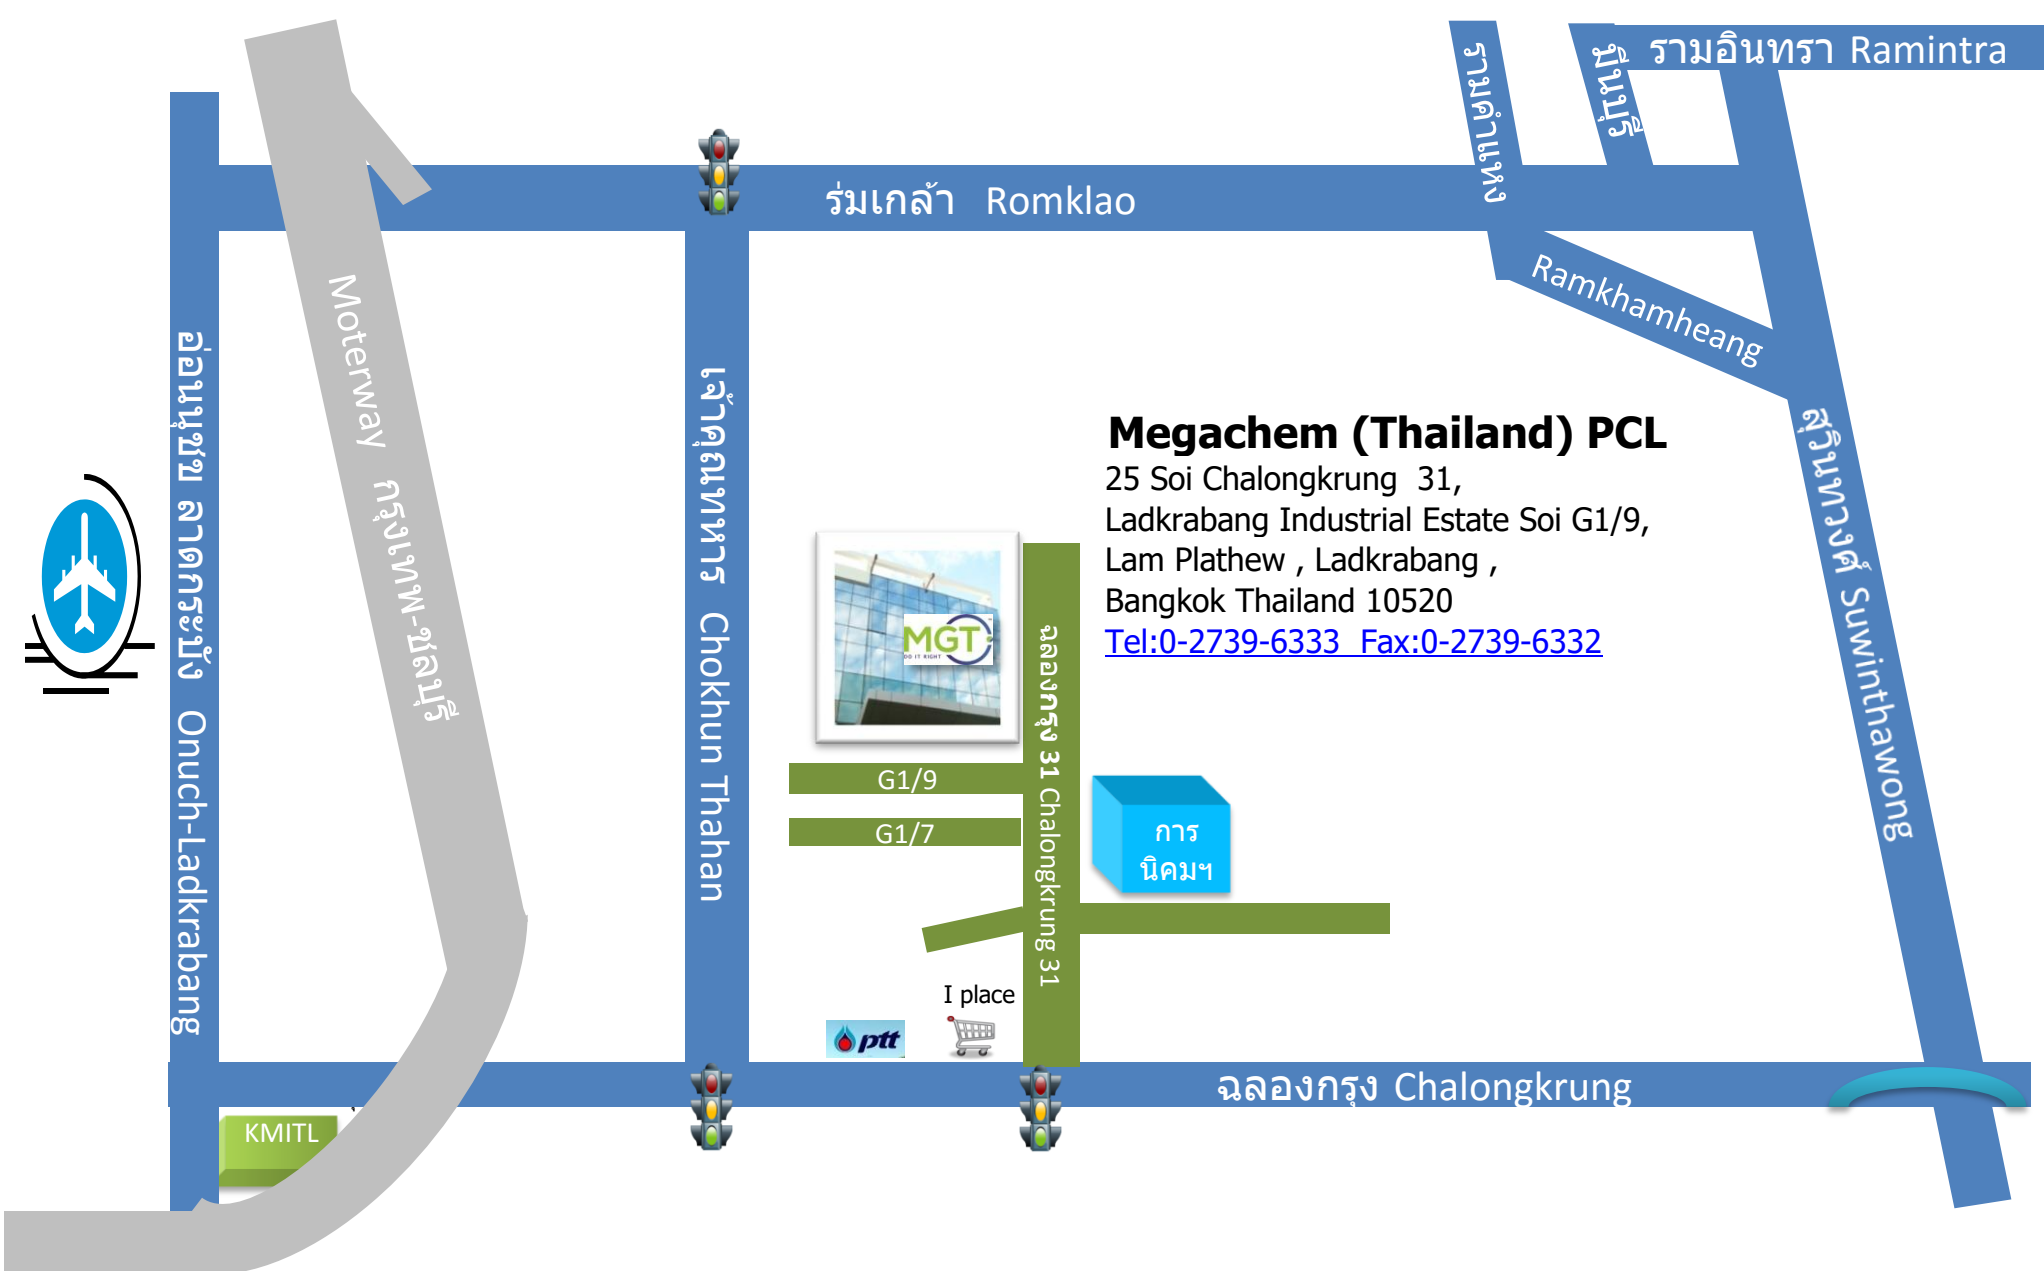 รามอินทรา Ramintra
มีนบุรี
รามคำแหง
ร่มเกล้า Romklao
Ramkhamheang
Moterway กรุงเทพ-ชลบุรี
อ่อนนุชข ลาดกระบัง Onuch-Ladkrabang
เจ้าคุณทหาร Chokhun Thahan
สุวินทวงศ์ Suwinthawong
Megachem (Thailand) PCL
25 Soi Chalongkrung 31,
Ladkrabang Industrial Estate Soi G1/9,
Lam Plathew , Ladkrabang ,
Bangkok Thailand 10520
Tel:0-2739-6333 Fax:0-2739-6332
MGT
DO IT RIGHT
ฉลองกรุง 31 Chalongkrung 31
G1/9
G1/7
การ
นิคมฯ
I place
ptt
ฉลองกรุง Chalongkrung
KMITL